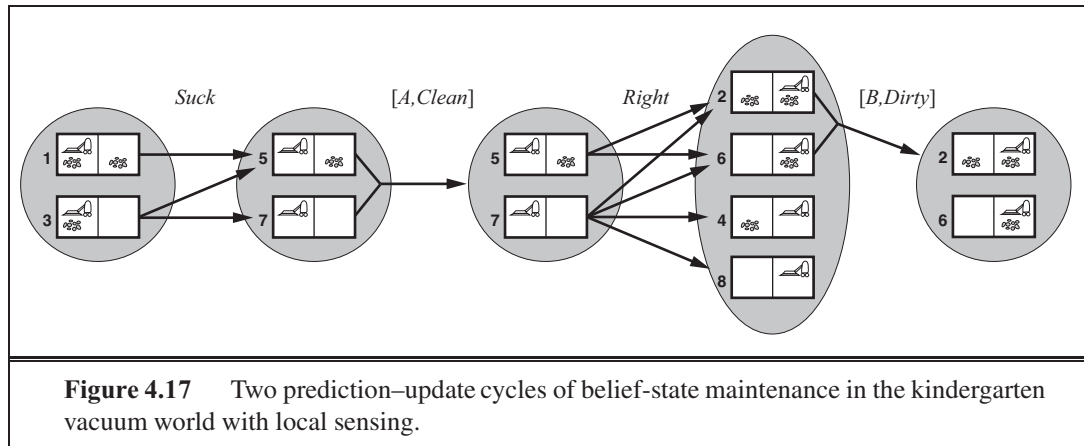 Suck [A,Clean] Right [B,Dirty]
1 5 5 2 2
3 7 7 6 6
4
8
Figure 4.17 Two prediction–update cycles of belief-state maintenance in the kindergarten
vacuum world with local sensing.